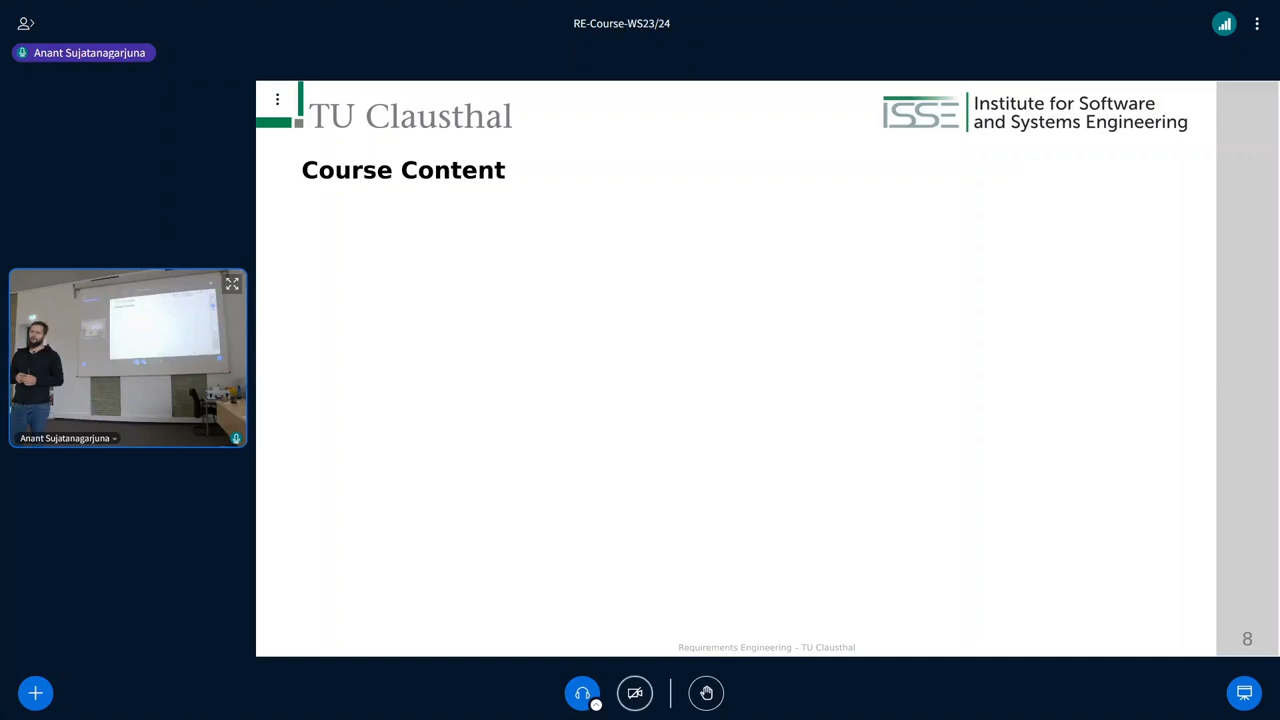 RE-Course-WS23/24
Anant Sujatanagarjuna
TU Clausthal
ISSE Institute for Software
and Systems Engineering
Course Content
Anant Sujatanagarjuna
Requirements Engineering – TU Clausthal
8